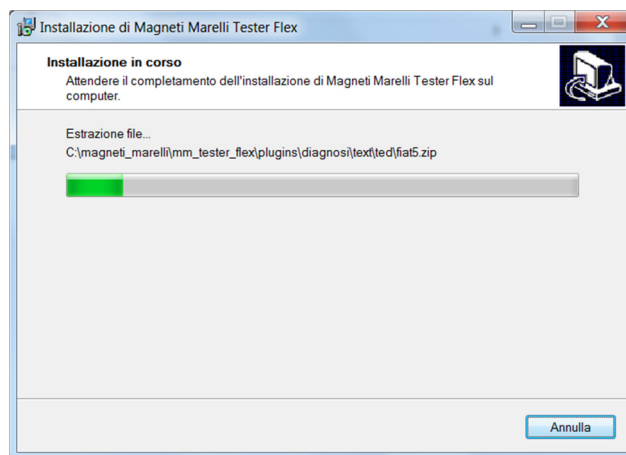 Installazione di Magneti Marelli Tester Flex
Installazione in corso
Attendere il completamento dell'installazione di Magneti Marelli Tester Flex sul
computer.
Estrazione file...
C:\magneti_marelli\mm_tester_flex\plugins\diagnosi\text\ted\fiat5.zip
Annulla